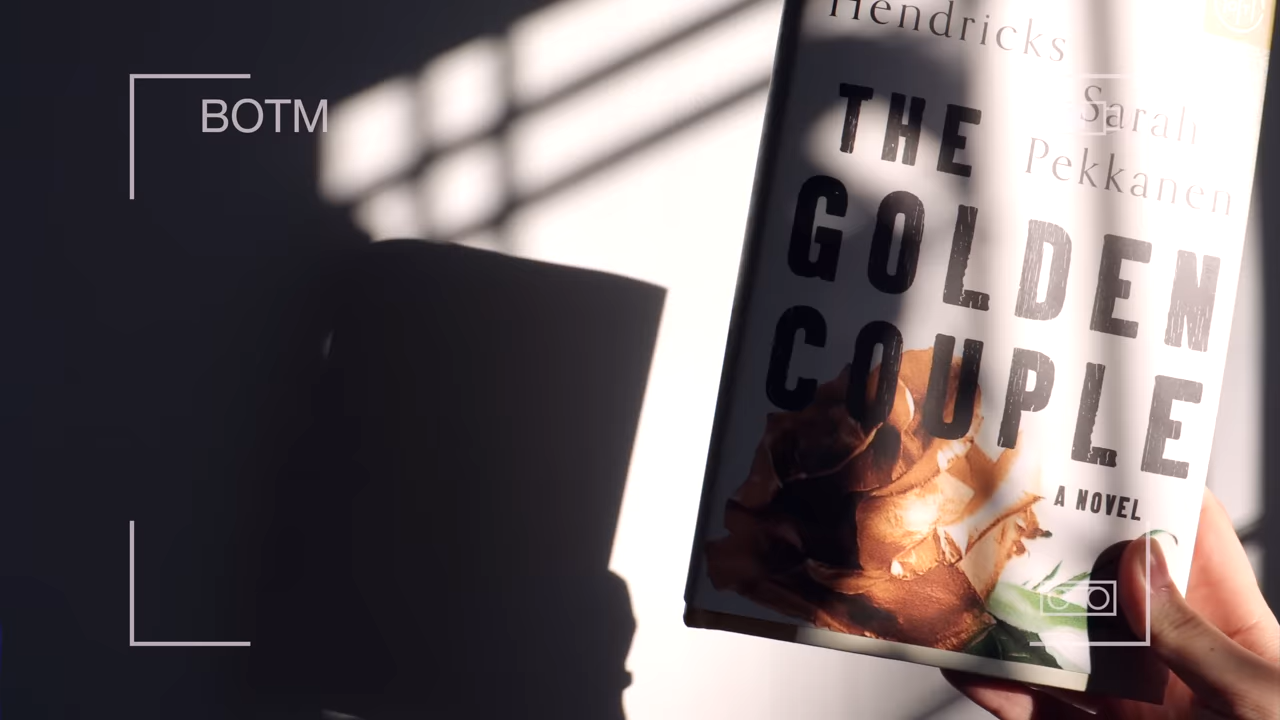 BOTM
Hendricks
Sarah
Pekkanen
THE
GOLDEN
COUPLE
A NOVEL